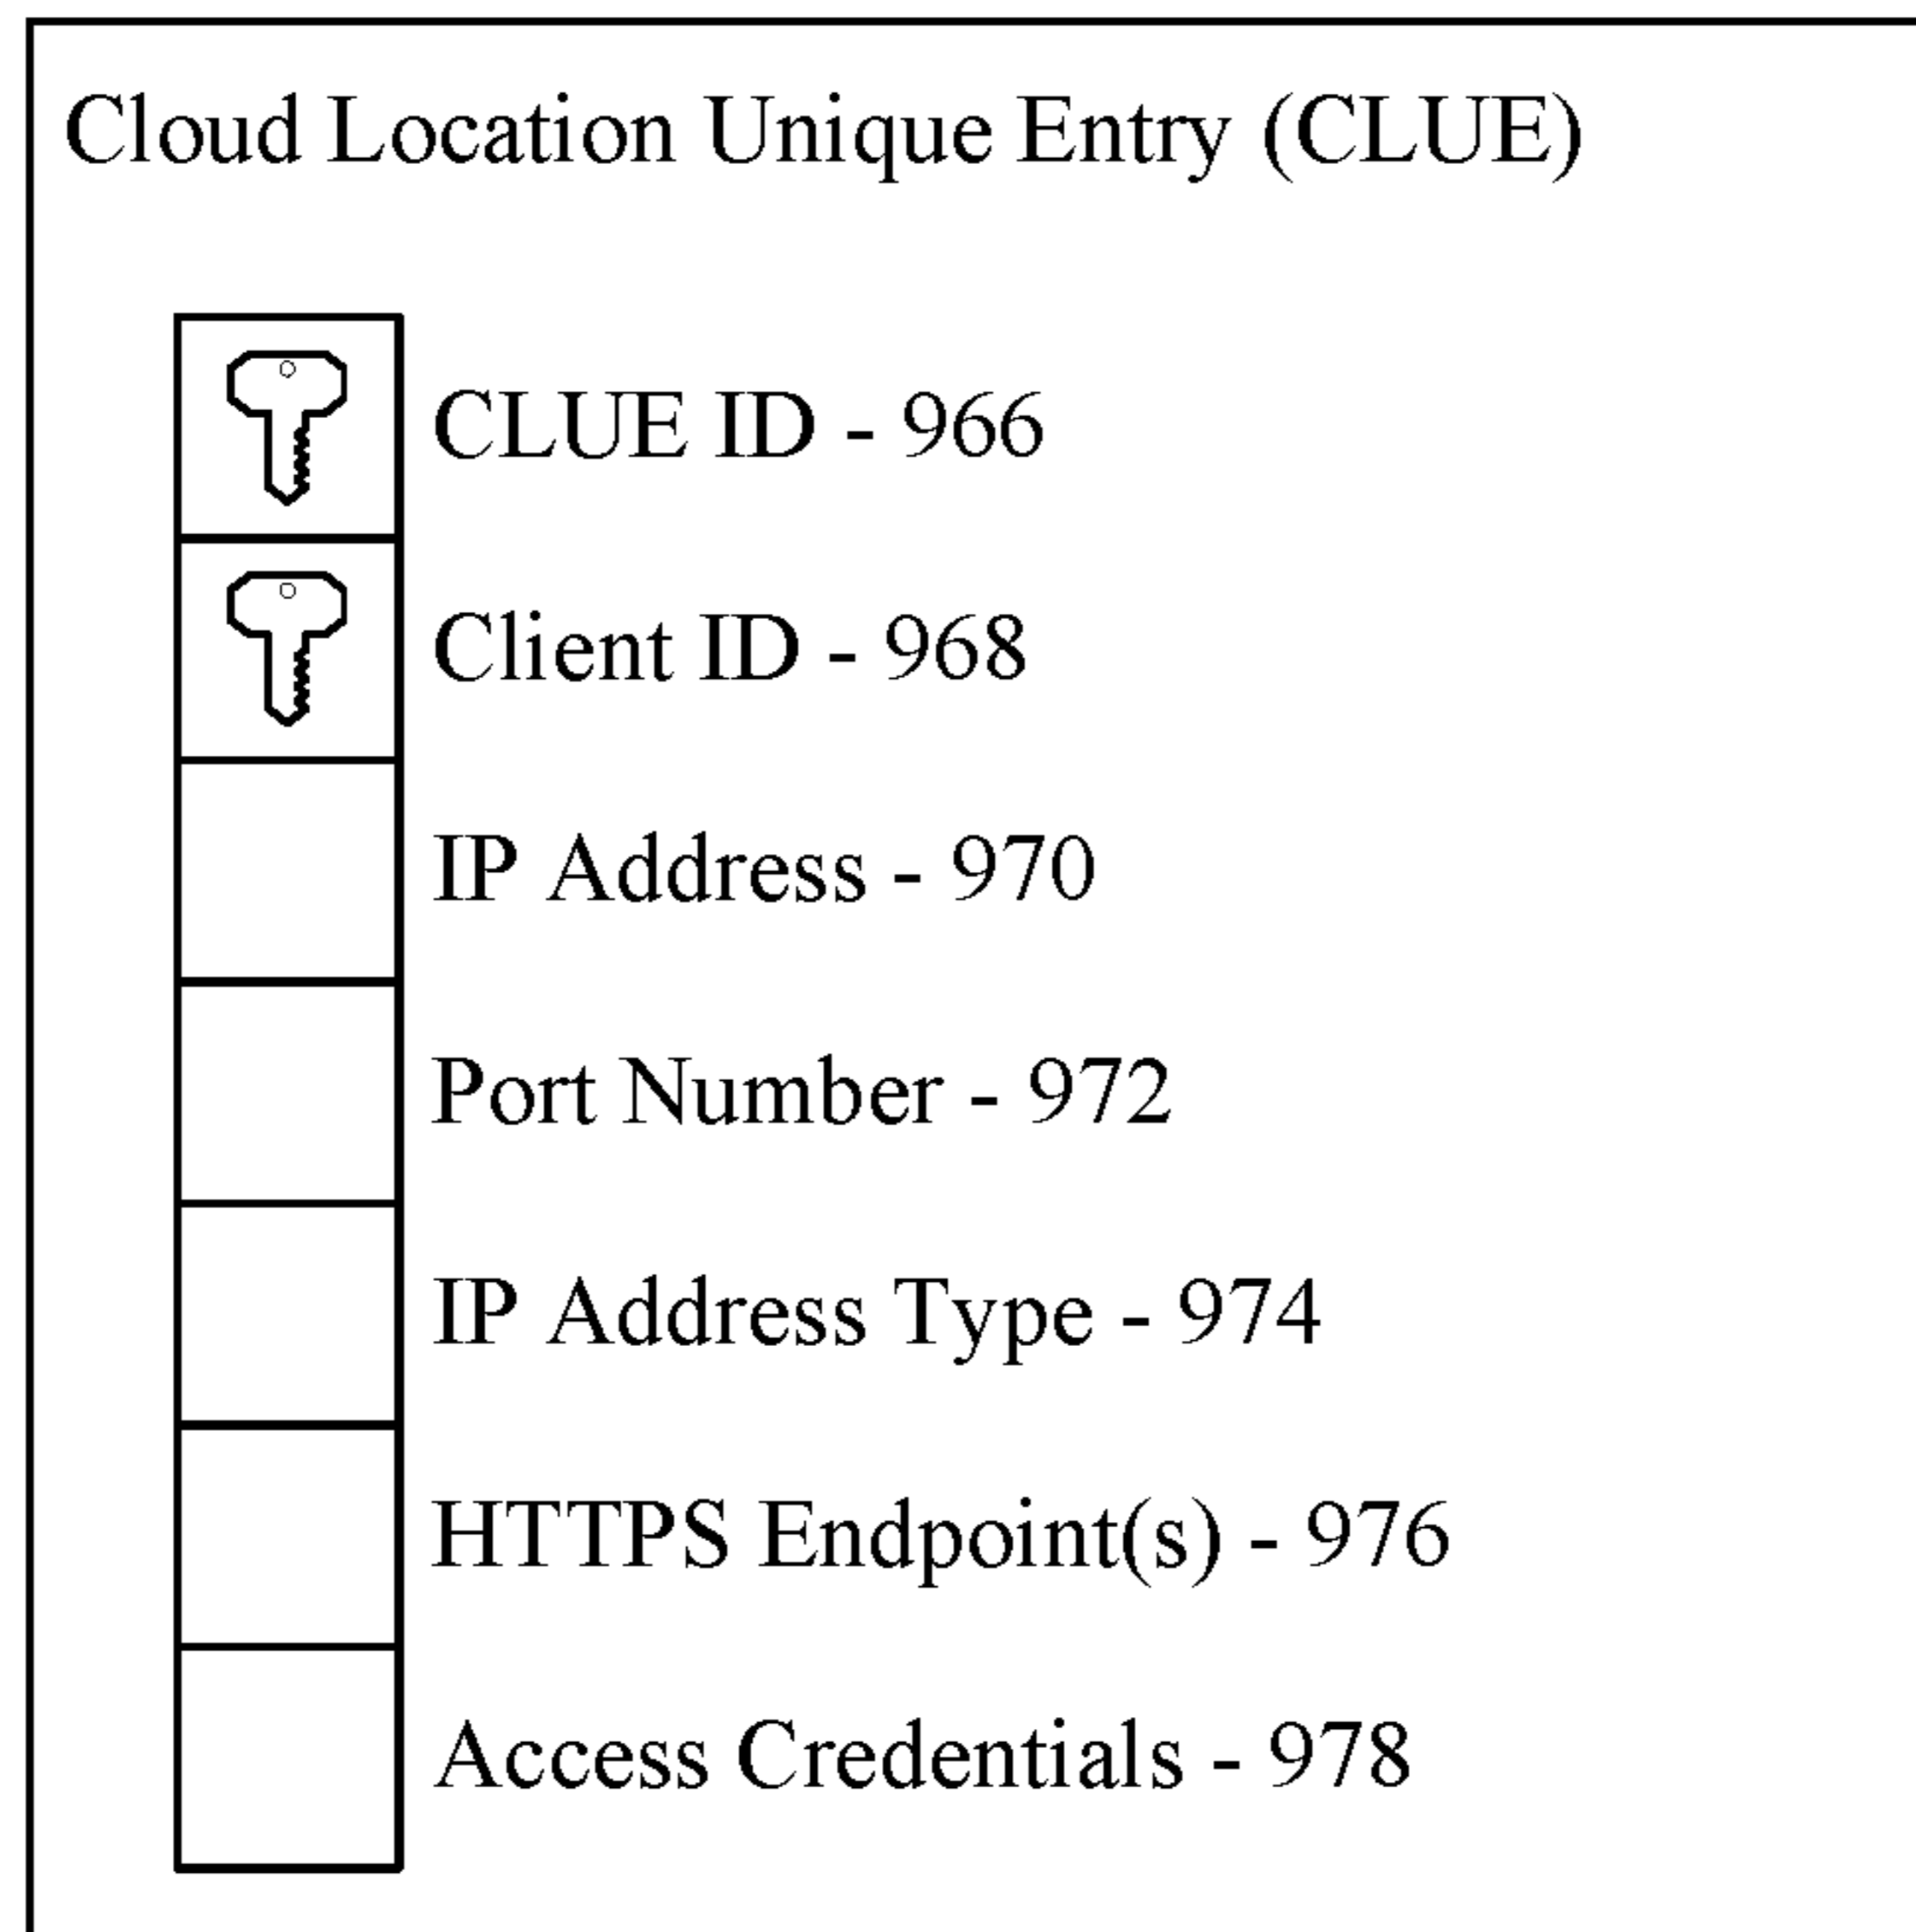 Cloud Location Unique Entry (CLUE)
CLUE ID - 966
Client ID - 968
IP Address - 970
Port Number - 972
IP Address Type - 974
HTTPS Endpoint(s) - 976
Access Credentials - 978